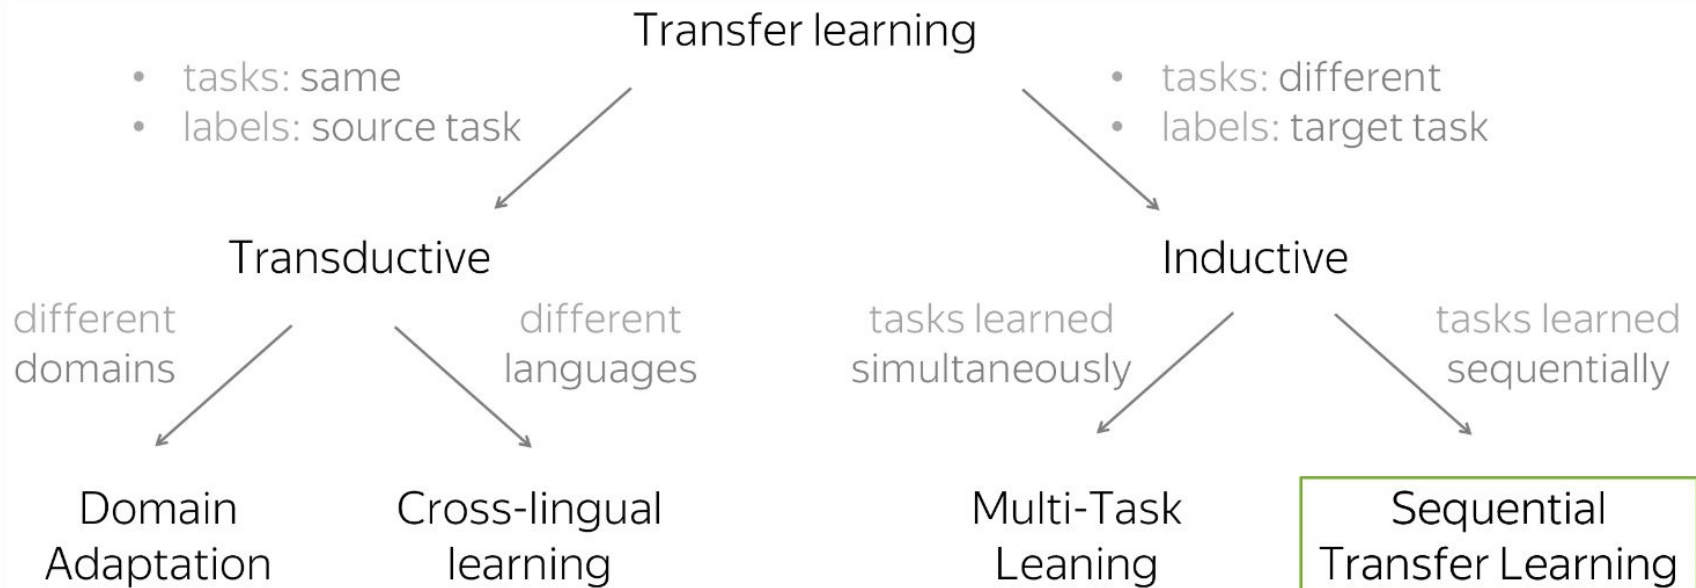 Transfer learning
• tasks: same
• labels: source task
• tasks: different
• labels: target task
Transductive
Inductive
different
domains
different
languages
tasks learned
simultaneously
tasks learned
sequentially
Domain
Adaptation
Cross-lingual
learning
Multi-Task
Leaning
Sequential
Transfer Learning